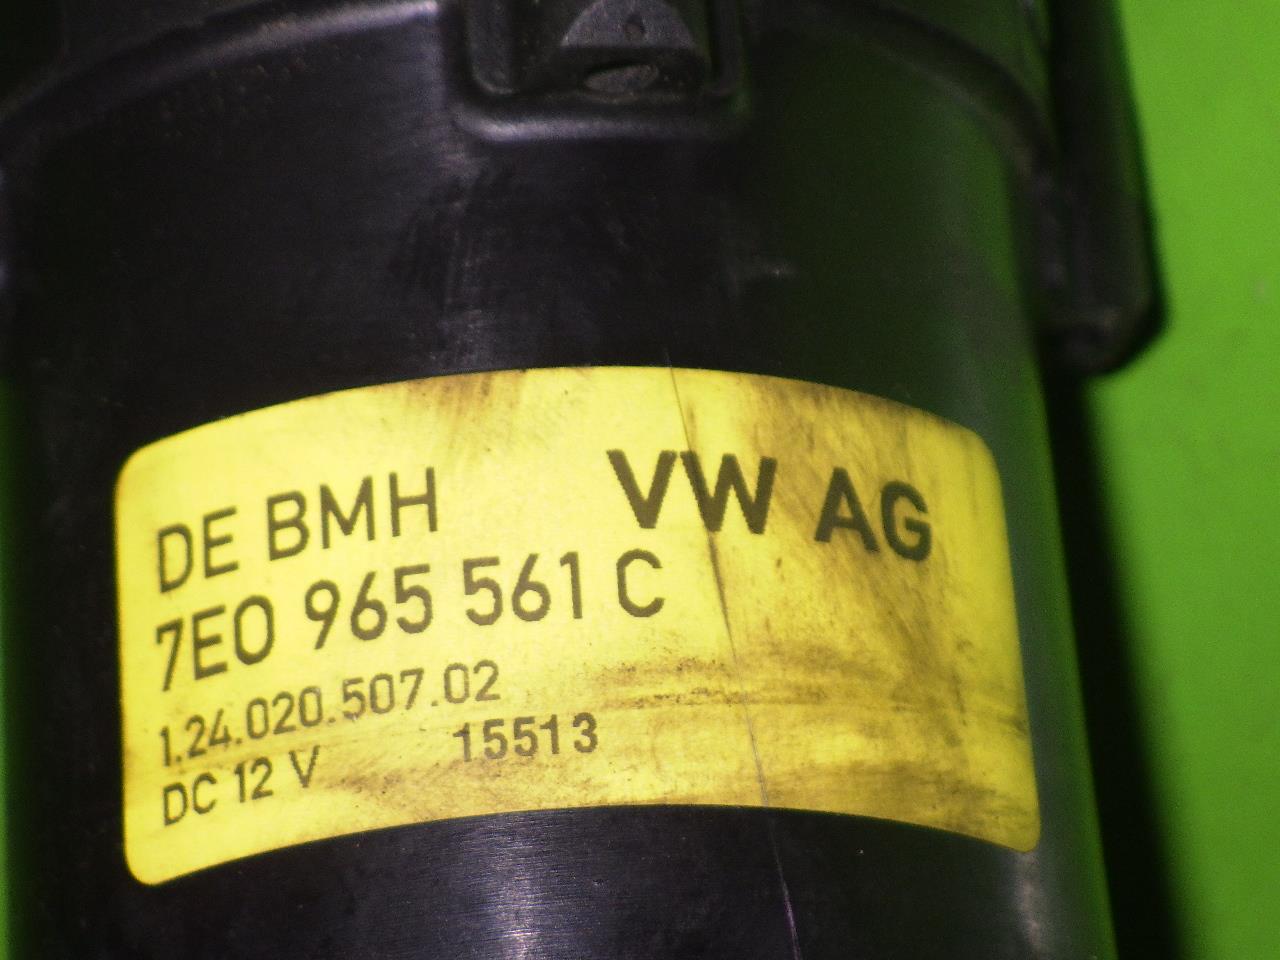 DE BMH VW AG
7E0 965 561 C
1.24.020.507.02
DC 12 V 15513